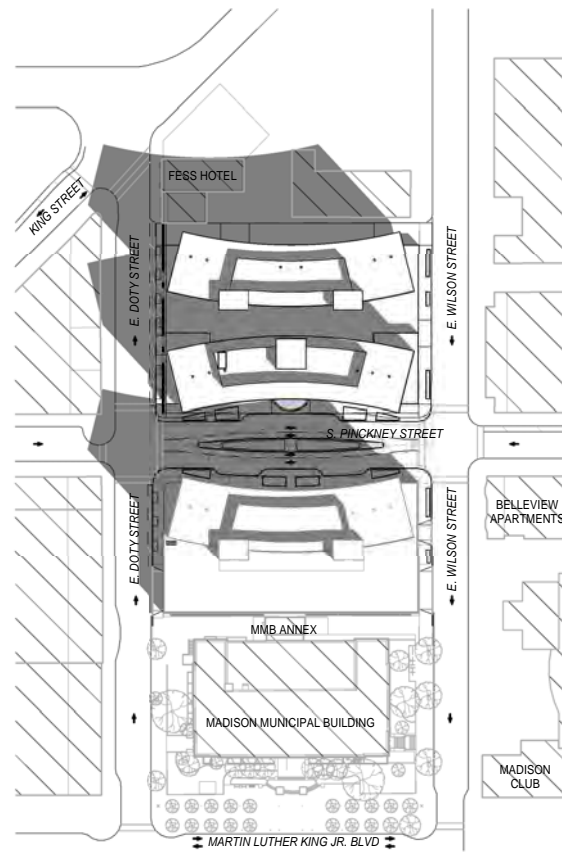 FESS HOTEL
KING STREET
E. DOTY STREET
E. WILSON STREET
S. PINCKNEY STREET
BELLEVIEW
APARTMENTS
E. DOTY STREET
E. WILSON STREET
MMB ANNEX
MADISON MUNICIPAL BUILDING
MADISON
CLUB
MARTIN LUTHER KING JR. BLVD